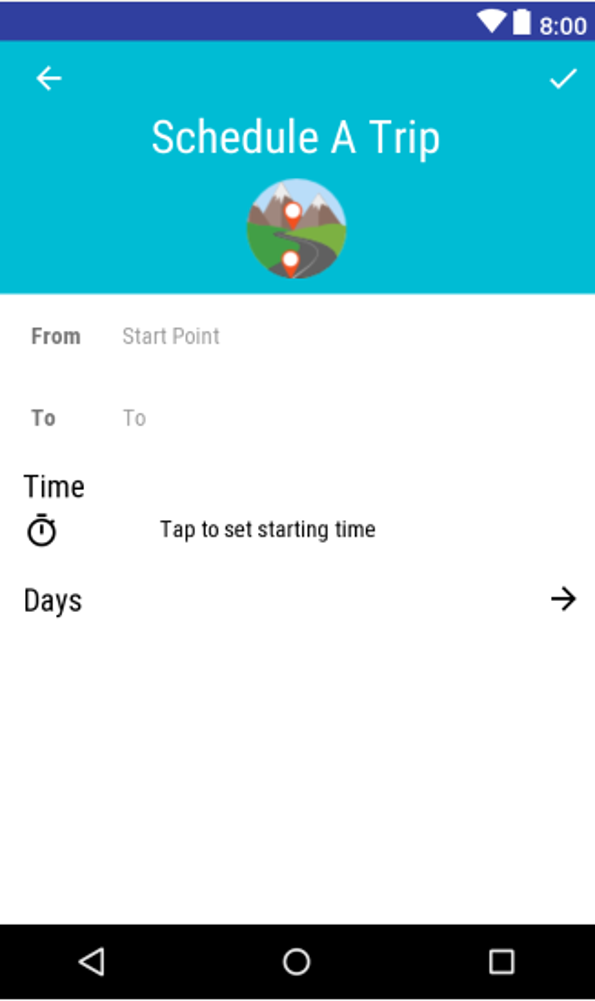 8:00
Schedule A Trip
From Start Point
To To
Time
Tap to set starting time
Days